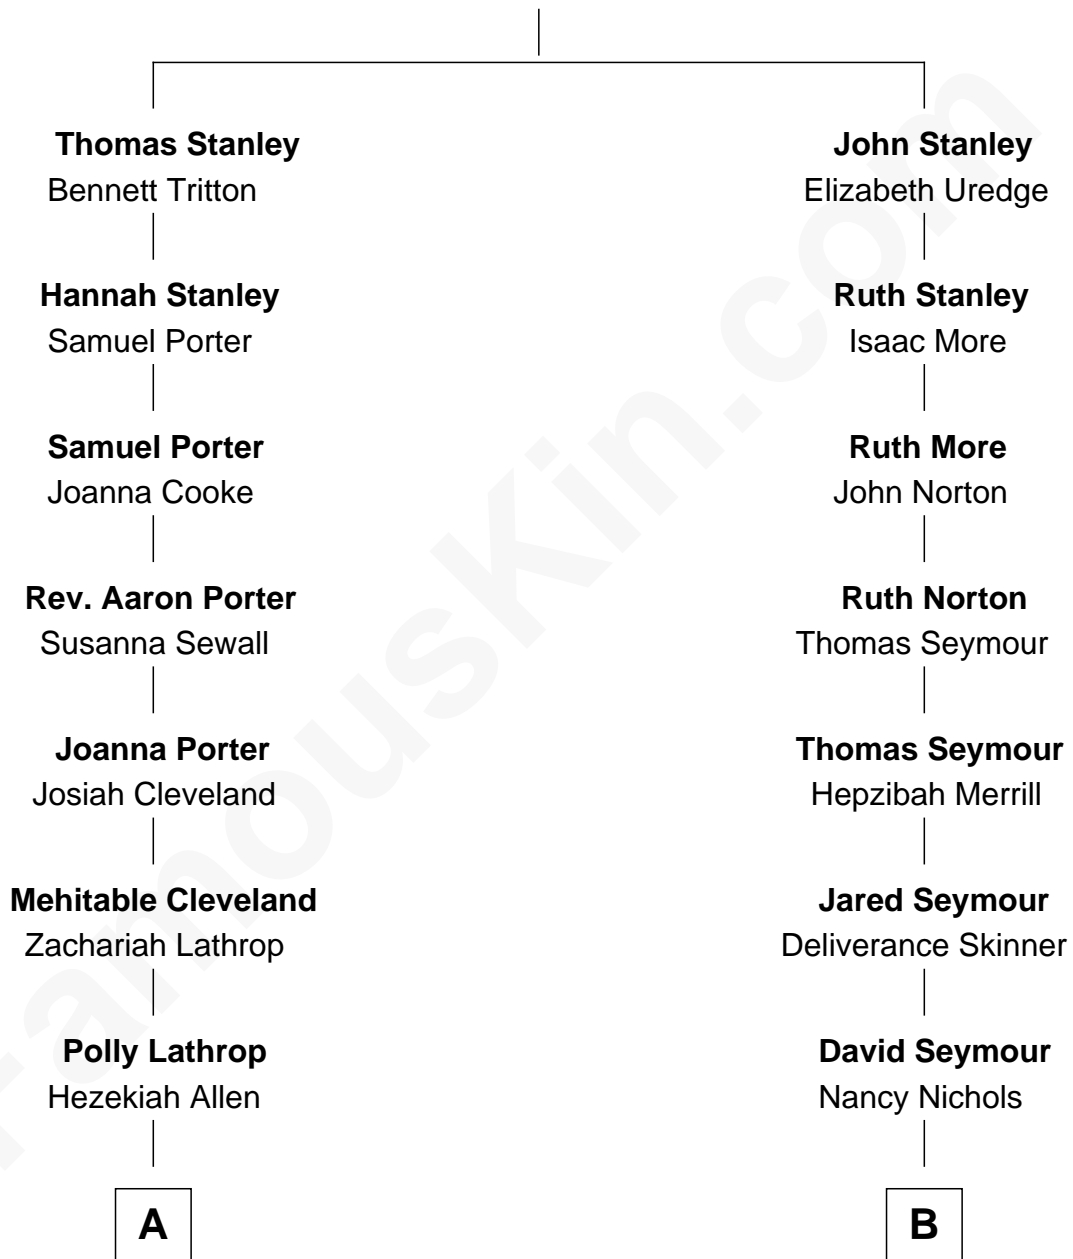 Thomas Stanley
Bennett Tritton
Hannah Stanley
Samuel Porter
Samuel Porter
Joanna Cooke
Rev. Aaron Porter
Susanna Sewall
Joanna Porter
Josiah Cleveland
Mehitable Cleveland
Zachariah Lathrop
Polly Lathrop
Hezekiah Allen
A
John Stanley
Elizabeth Uredge
Ruth Stanley
Isaac More
Ruth More
John Norton
Ruth Norton
Thomas Seymour
Thomas Seymour
Hepzibah Merrill
Jared Seymour
Deliverance Skinner
David Seymour
Nancy Nichols
B
FamousKin.com